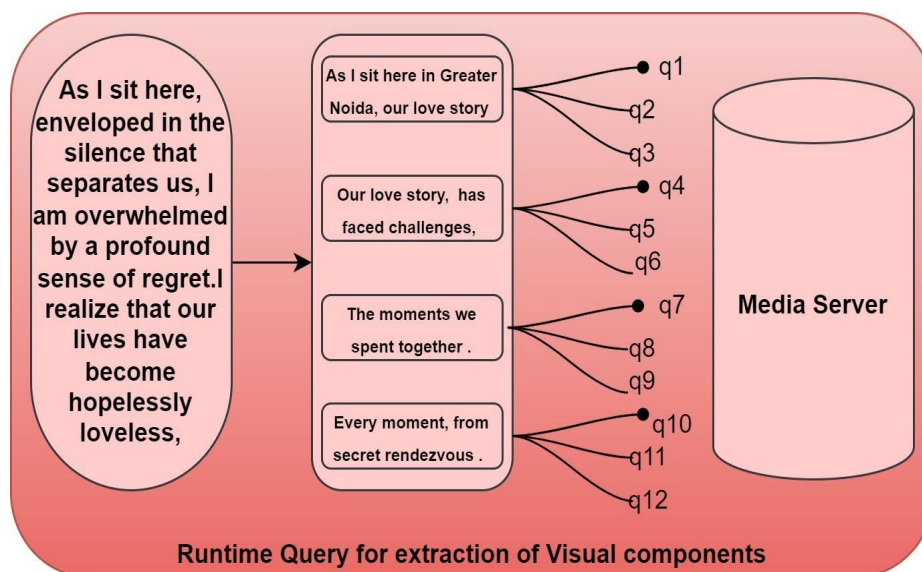 As I sit here,
enveloped in the
silence that
separates us, I
am overwhelmed
by a profound
sense of regret.I
realize that our
lives have
become
hopelessly
loveless,
As I sit here in Greater
Noida, our love story
Our love story, has
faced challenges,
The moments we
spent together .
Every moment, from
secret rendezvous .
q1
q2
q3
q4
q5
q6
q7
q8
q9
q10
q11
q12
Media Server
Runtime Query for extraction of Visual components